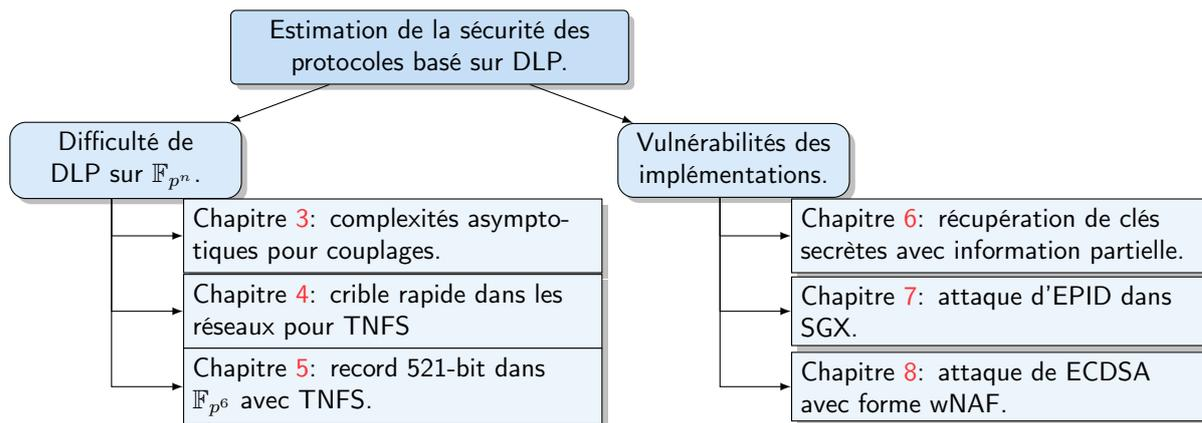 Estimation de la sécurité des
protocoles basé sur DLP.
Difficulté de
DLP sur 𝔽_{p^n}.
Chapitre 3: complexités asympto-
tiques pour couplages.
Chapitre 4: crible rapide dans les
réseaux pour TNFS
Chapitre 5: record 521-bit dans
𝔽_{p^6} avec TNFS.
Vulnérabilités des
implémentations.
Chapitre 6: récupération de clés
secrètes avec information partielle.
Chapitre 7: attaque d'EPID dans
SGX.
Chapitre 8: attaque de ECDSA
avec forme wNAF.